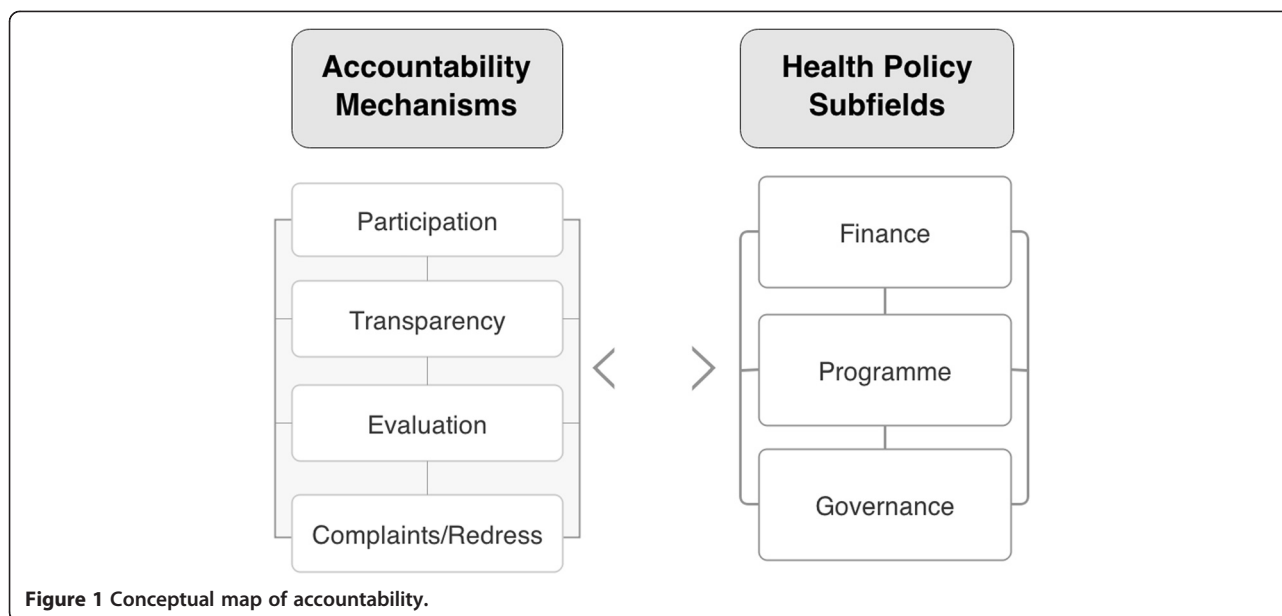 Accountability
Mechanisms
Participation
Transparency
Evaluation
Complaints/Redress
Health Policy
Subfields
Finance
Programme
Governance
Figure 1 Conceptual map of accountability.